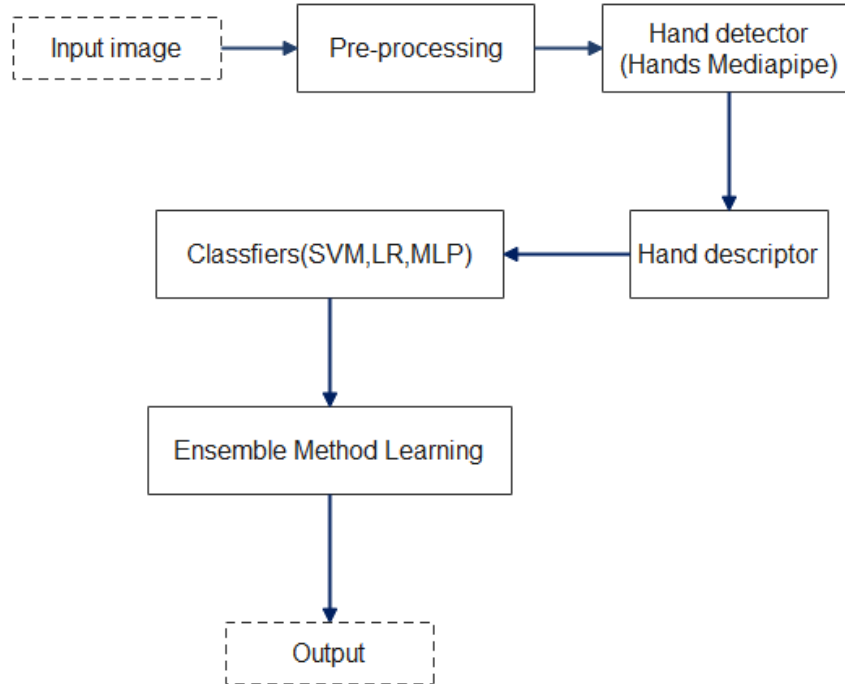 Input image
Pre-processing
Hand detector
(Hands Mediapipe)
Hand descriptor
Classfiers(SVM,LR,MLP)
Ensemble Method Learning
Output